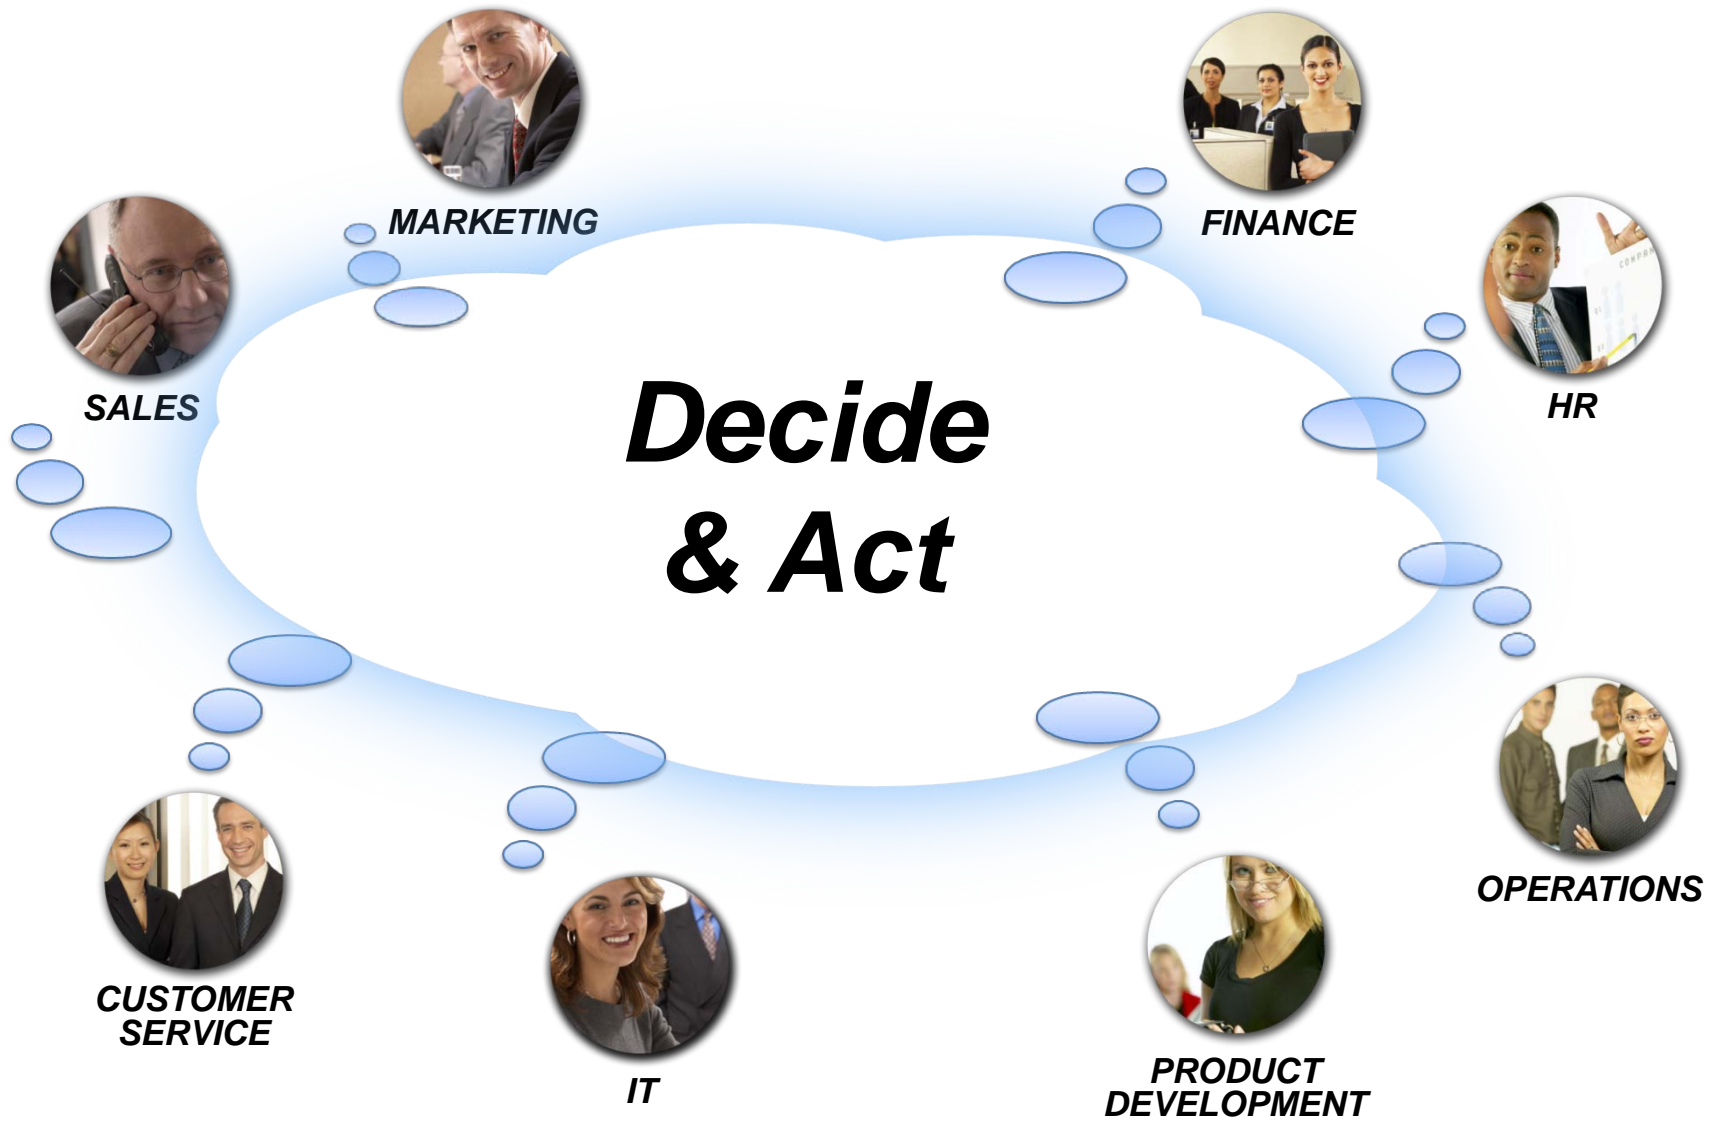 MARKETING
FINANCE
SALES
HR
Decide
& Act
OPERATIONS
CUSTOMER
SERVICE
IT
PRODUCT
DEVELOPMENT